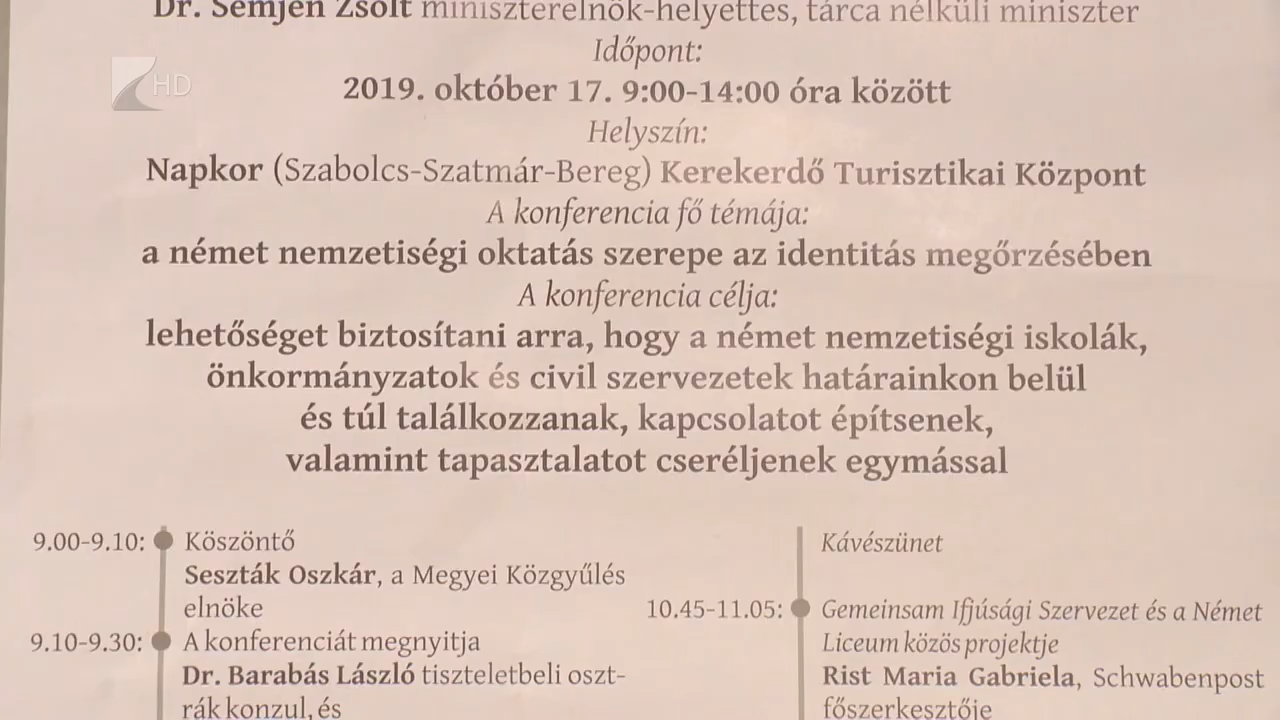 Dr. Semjén Zsolt miniszterelnök-helyettes, tárca nélküli miniszter
Időpont:
HD
2019. október 17. 9:00-14:00 óra között
Helyszín:
Napkor (Szabolcs-Szatmár-Bereg) Kerekerdő Turisztikai Központ
A konferencia fő témája:
a német nemzetiségi oktatás szerepe az identitás megőrzésében
A konferencia célja:
lehetőséget biztosítani arra, hogy a német nemzetiségi iskolák,
önkormányzatok és civil szervezetek határainkon belül
és túl találkozzanak, kapcsolatot építsenek,
valamint tapasztalatot cseréljenek egymással
9.00-9.10: Köszöntő
Seszták Oszkár, a Megyei Közgyűlés
elnöke
9.10-9.30: A konferenciát megnyitja
Dr. Barabás László tiszteletbeli oszt-
rák konzul, és
Kávészünet
10.45-11.05: Gemeinsam Ifjúsági Szervezet és a Német
Liceum közös projektje
Rist Maria Gabriela, Schwabenpost
főszerkesztője